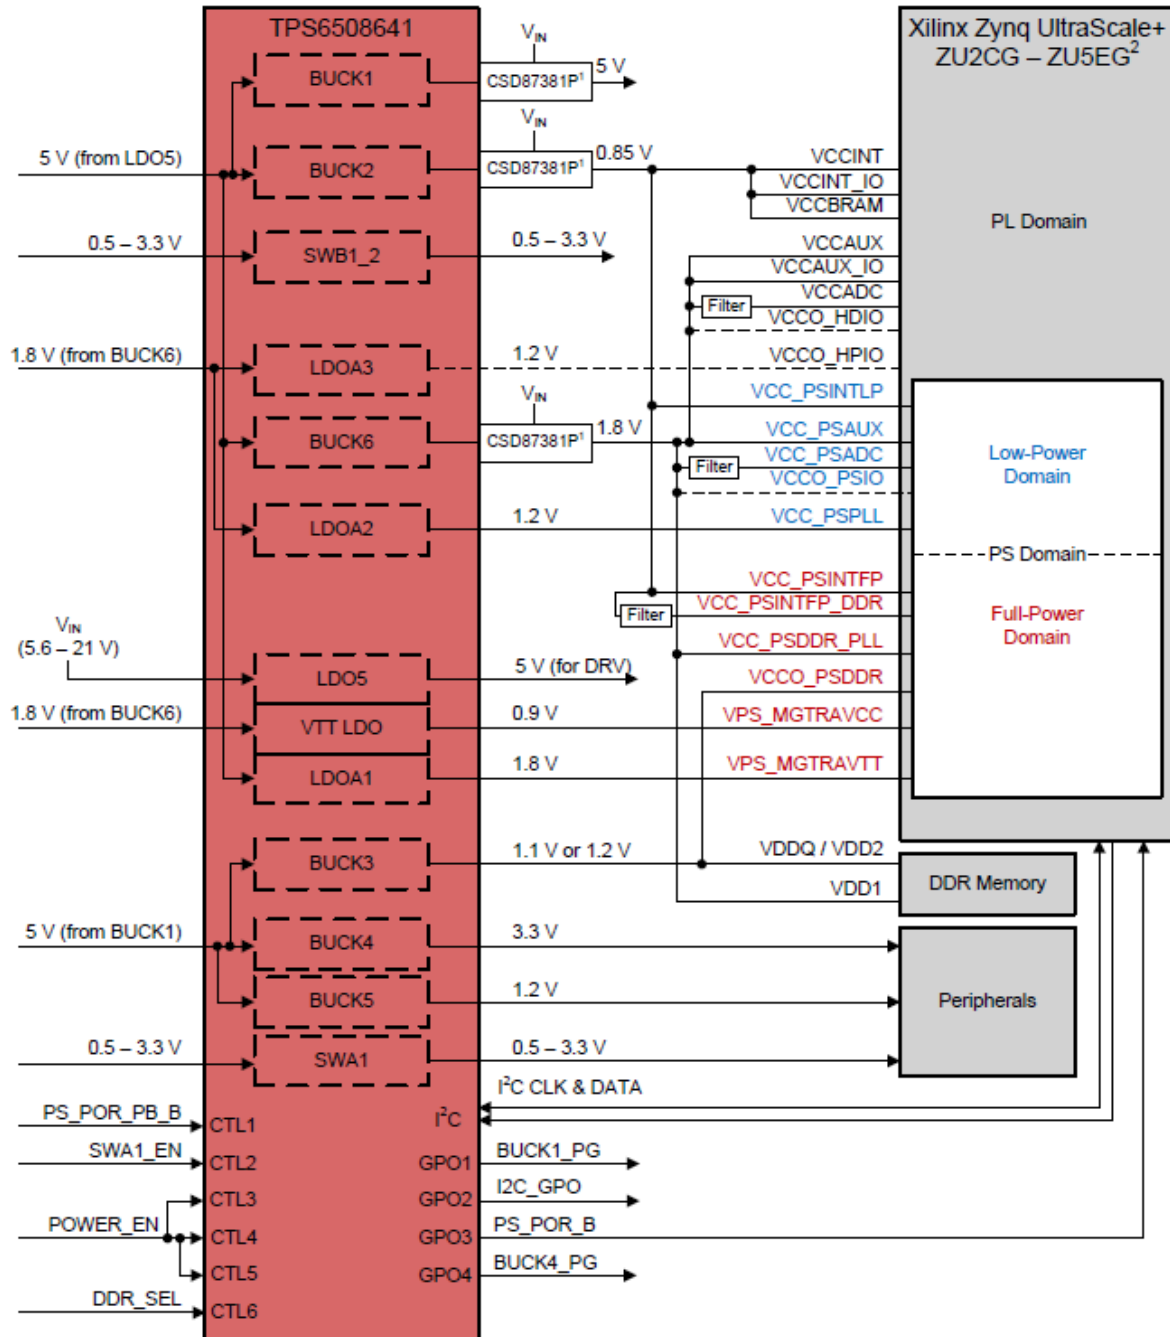 TPS6508641
Xilinx Zynq UltraScale+
ZU2CG – ZU5EG²
V_IN
BUCK1
CSD87381P¹
5 V
V_IN
5 V (from LDO5)
BUCK2
CSD87381P¹
0.85 V
VCCINT
VCCINT_IO
VCCBRAM
PL Domain
0.5 – 3.3 V
SWB1_2
0.5 – 3.3 V
VCCAUX
VCCAUX_IO
Filter
VCCADC
VCCO_HDIO
1.8 V (from BUCK6)
LDOA3
1.2 V
VCCO_HPIO
V_IN
VCC_PSINTLP
BUCK6
CSD87381P¹
1.8 V
VCC_PSAUX
Filter
VCC_PSADC
VCCO_PSIO
Low-Power
Domain
LDOA2
1.2 V
VCC_PSPLL
PS Domain
VCC_PSINTFP
Filter
VCC_PSINTFP_DDR
Full-Power
Domain
VCC_PSDDR_PLL
V_IN
(5.6 – 21 V)
LDO5
5 V (for DRV)
VCCO_PSDDR
1.8 V (from BUCK6)
VTT LDO
0.9 V
VPS_MGTRAVCC
LDOA1
1.8 V
VPS_MGTRAVTT
BUCK3
1.1 V or 1.2 V
VDDQ / VDD2
VDD1
DDR Memory
5 V (from BUCK1)
BUCK4
3.3 V
BUCK5
1.2 V
Peripherals
0.5 – 3.3 V
SWA1
0.5 – 3.3 V
I²C CLK & DATA
PS_POR_PB_B
CTL1
I²C
SWA1_EN
CTL2
GPO1
BUCK1_PG
CTL3
GPO2
I2C_GPO
POWER_EN
CTL4
GPO3
PS_POR_B
CTL5
GPO4
BUCK4_PG
DDR_SEL
CTL6